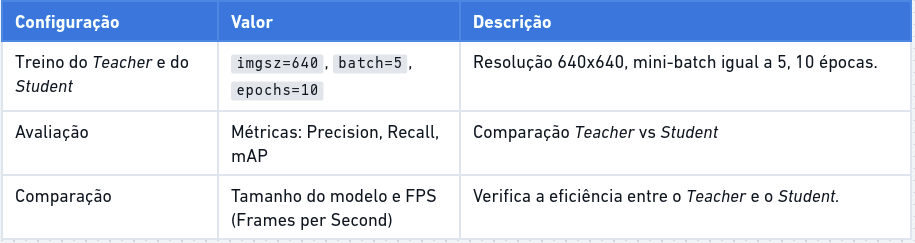 Configuração Valor Descrição
Treino do Teacher e do imgsz=640 , batch=5 , Resolução 640x640, mini-batch igual a 5, 10 épocas.
Student epochs=10
Avaliação Métricas: Precision, Recall, Comparação Teacher vs Student
mAP
Comparação Tamanho do modelo e FPS Verifica a eficiência entre o Teacher e o Student.
(Frames per Second)